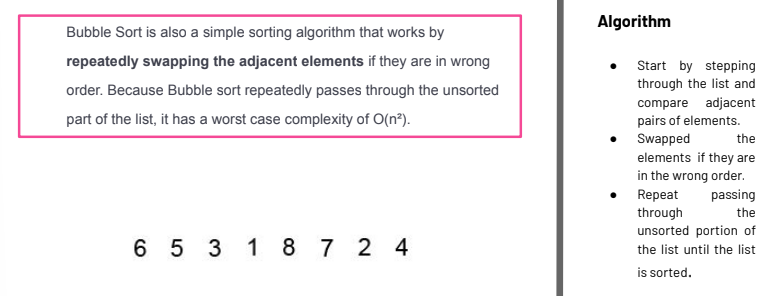 Bubble Sort is also a simple sorting algorithm that works by
repeatedly swapping the adjacent elements if they are in wrong
order. Because Bubble sort repeatedly passes through the unsorted
part of the list, it has a worst case complexity of O(n²).
6 5 3 1 8 7 2 4
Algorithm
● Start by stepping
through the list and
compare adjacent
pairs of elements.
● Swapped the
elements if they are
in the wrong order.
● Repeat passing
through the
unsorted portion of
the list until the list
is sorted.